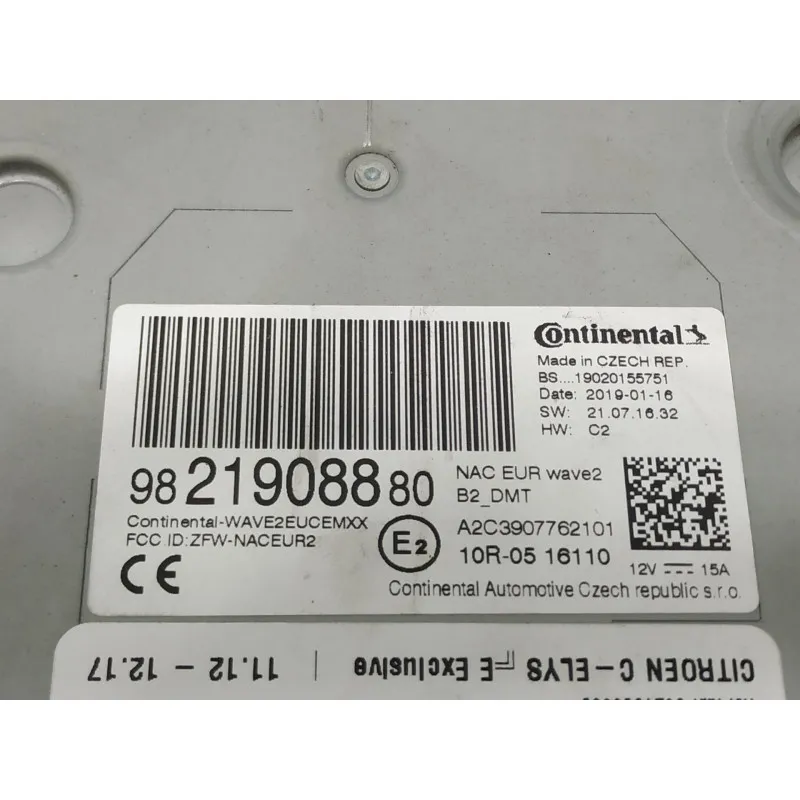 Continental
Made in CZECH REP.
BS....19020155751
Date: 2019-01-16
SW: 21.07.16.32
HW: C2
98 219088 80
NAC EUR wave2
B2_DMT
Continental-WAVE2EUCEMXX
FCC ID:ZFW-NACEUR2
E2
A2C3907762101
10R-05 16110
12V 15A
CE
Continental Automotive Czech republic s.r.o.
CITROEN C-ELYSÉE Exclusive | 11.12 - 12.17